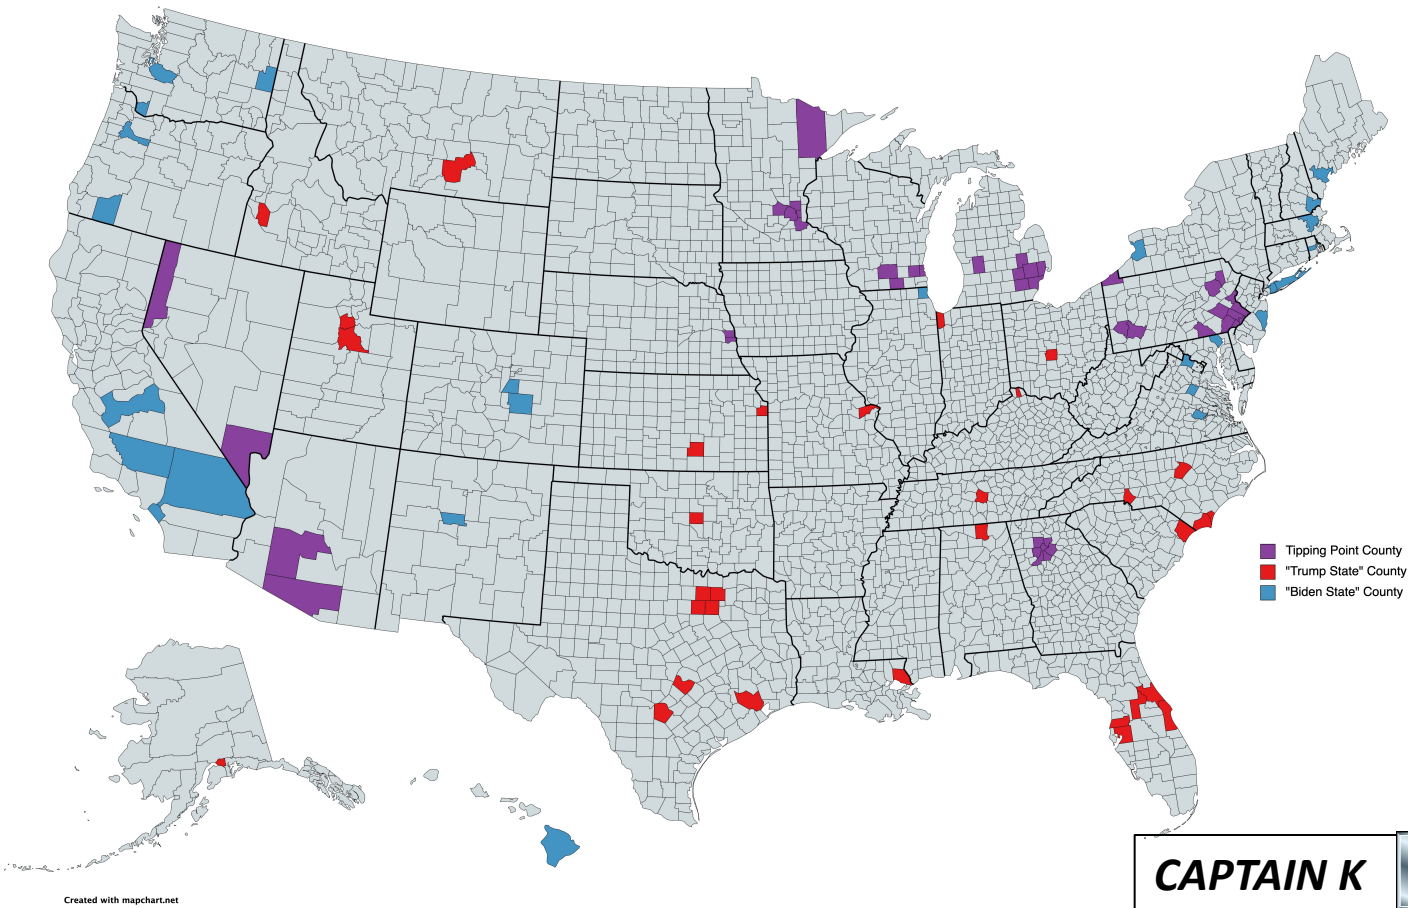 Tipping Point County
"Trump State" County
"Biden State" County
CAPTAIN K
Created with mapchart.net